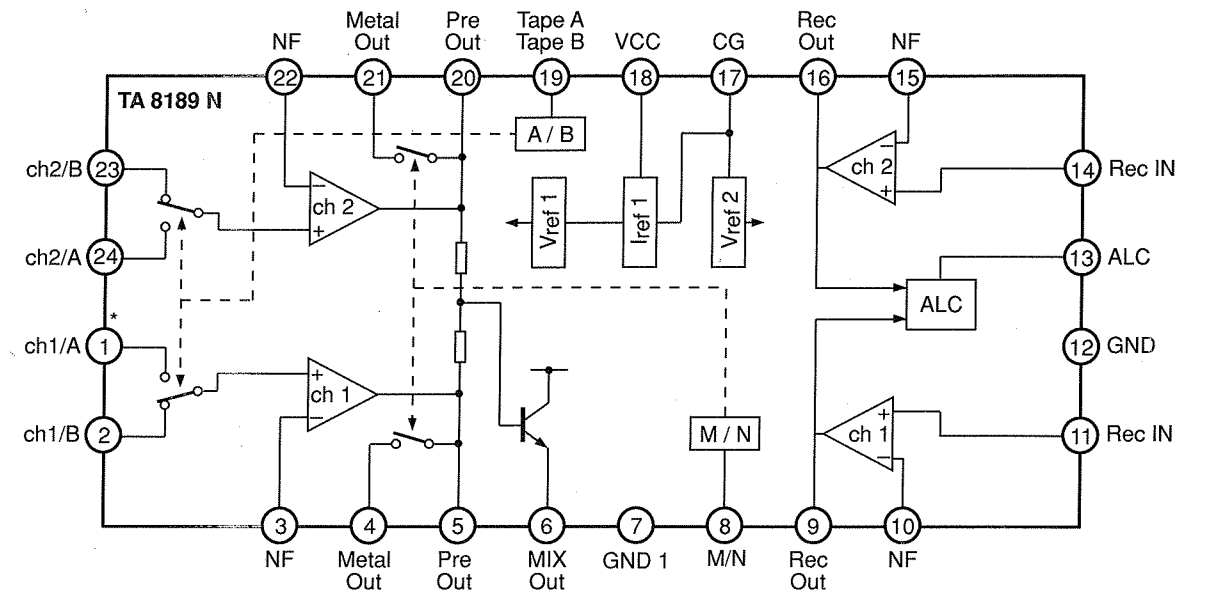 NF
Metal
Out
Pre
Out
Tape A
Tape B
VCC
CG
Rec
Out
NF
22
21
20
19
18
17
16
15
TA 8189 N
A / B
ch2/B
23
ch 2
14
Rec IN
ch 2
Vref 1
Iref 1
Vref 2
ch2/A
24
13
ALC
ALC
*
ch1/A
1
12
GND
ch 1
M / N
ch 1
ch1/B
2
11
Rec IN
3
4
5
6
7
8
9
10
NF
Metal
Out
Pre
Out
MIX
Out
GND 1
M/N
Rec
Out
NF